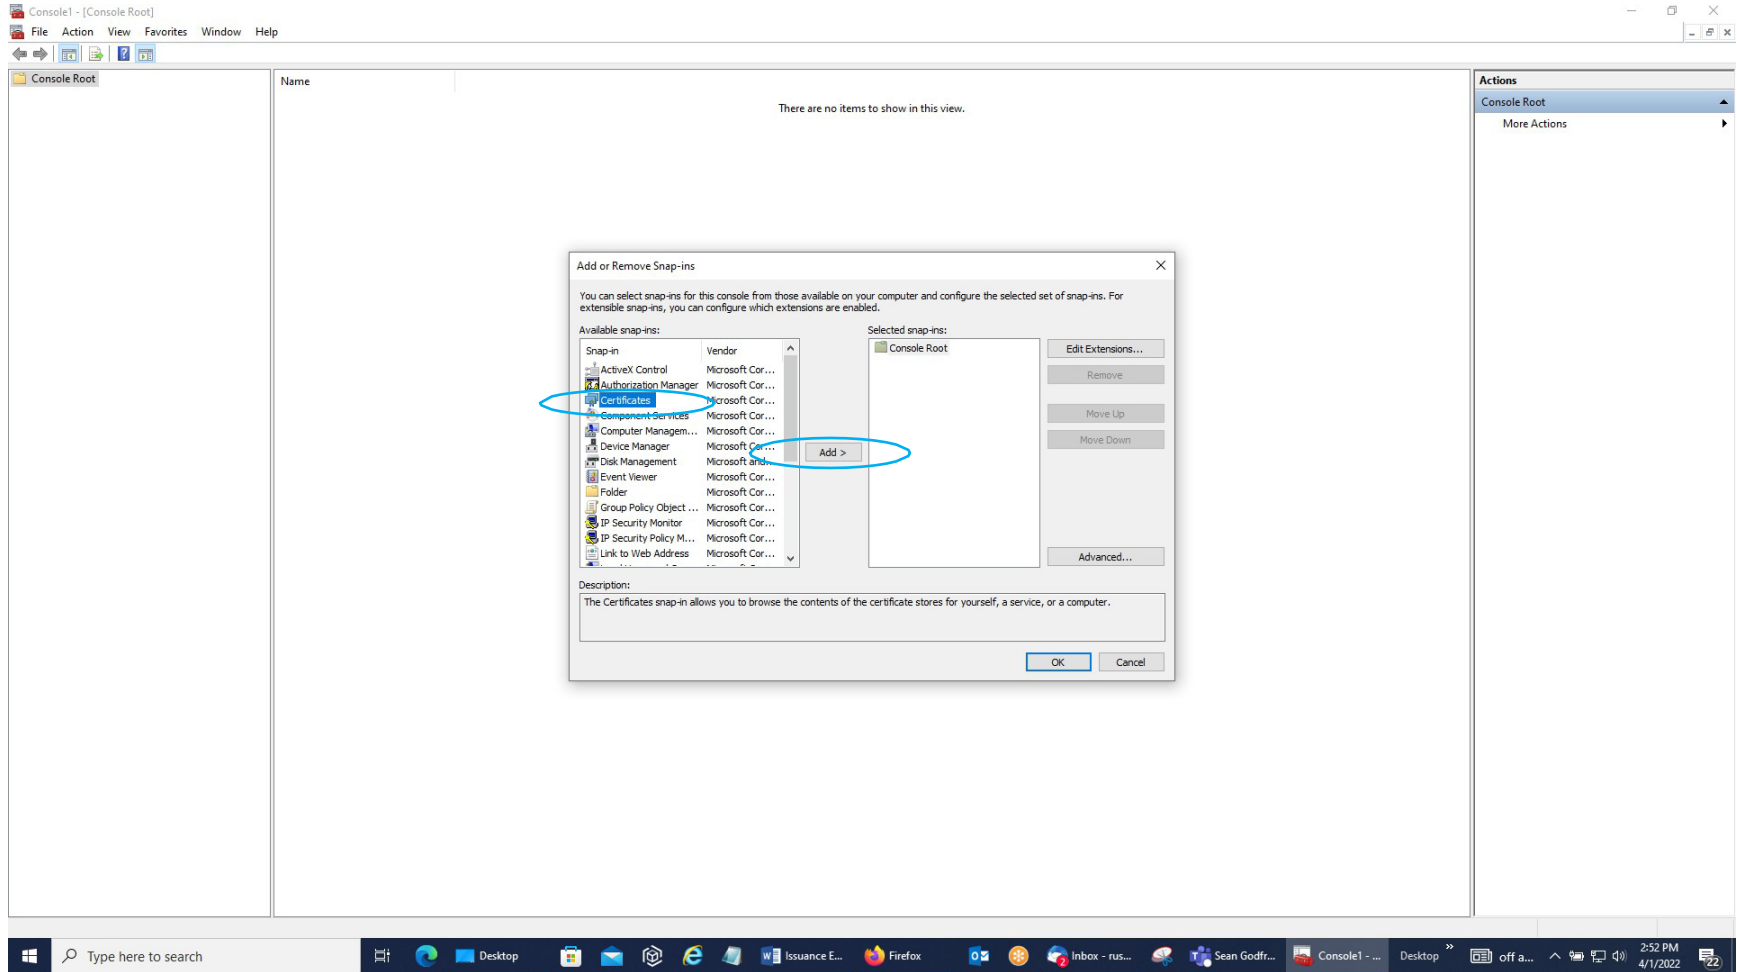 Console1 - [Console Root]
File Action View Favorites Window Help
Console Root
Name
There are no items to show in this view.
Actions
Console Root
More Actions
Add or Remove Snap-ins
You can select snap-ins for this console from those available on your computer and configure the selected set of snap-ins. For
extensible snap-ins, you can configure which extensions are enabled.
Available snap-ins:
Snap-in Vendor
ActiveX Control Microsoft Cor...
Authorization Manager Microsoft Cor...
Certificates Microsoft Cor...
Component Services Microsoft Cor...
Computer Managem... Microsoft Cor...
Device Manager Microsoft Cor...
Disk Management Microsoft and...
Event Viewer Microsoft Cor...
Folder Microsoft Cor...
Group Policy Object ... Microsoft Cor...
IP Security Monitor Microsoft Cor...
IP Security Policy M... Microsoft Cor...
Link to Web Address Microsoft Cor...
Add >
Selected snap-ins:
Console Root
Edit Extensions...
Remove
Move Up
Move Down
Advanced...
Description:
The Certificates snap-in allows you to browse the contents of the certificate stores for yourself, a service, or a computer.
OK Cancel
Type here to search
Desktop
Issuance E...
Firefox
Inbox - rus...
Sean Godfr...
Console1 - ...
Desktop
off a...
2:52 PM
4/1/2022
22